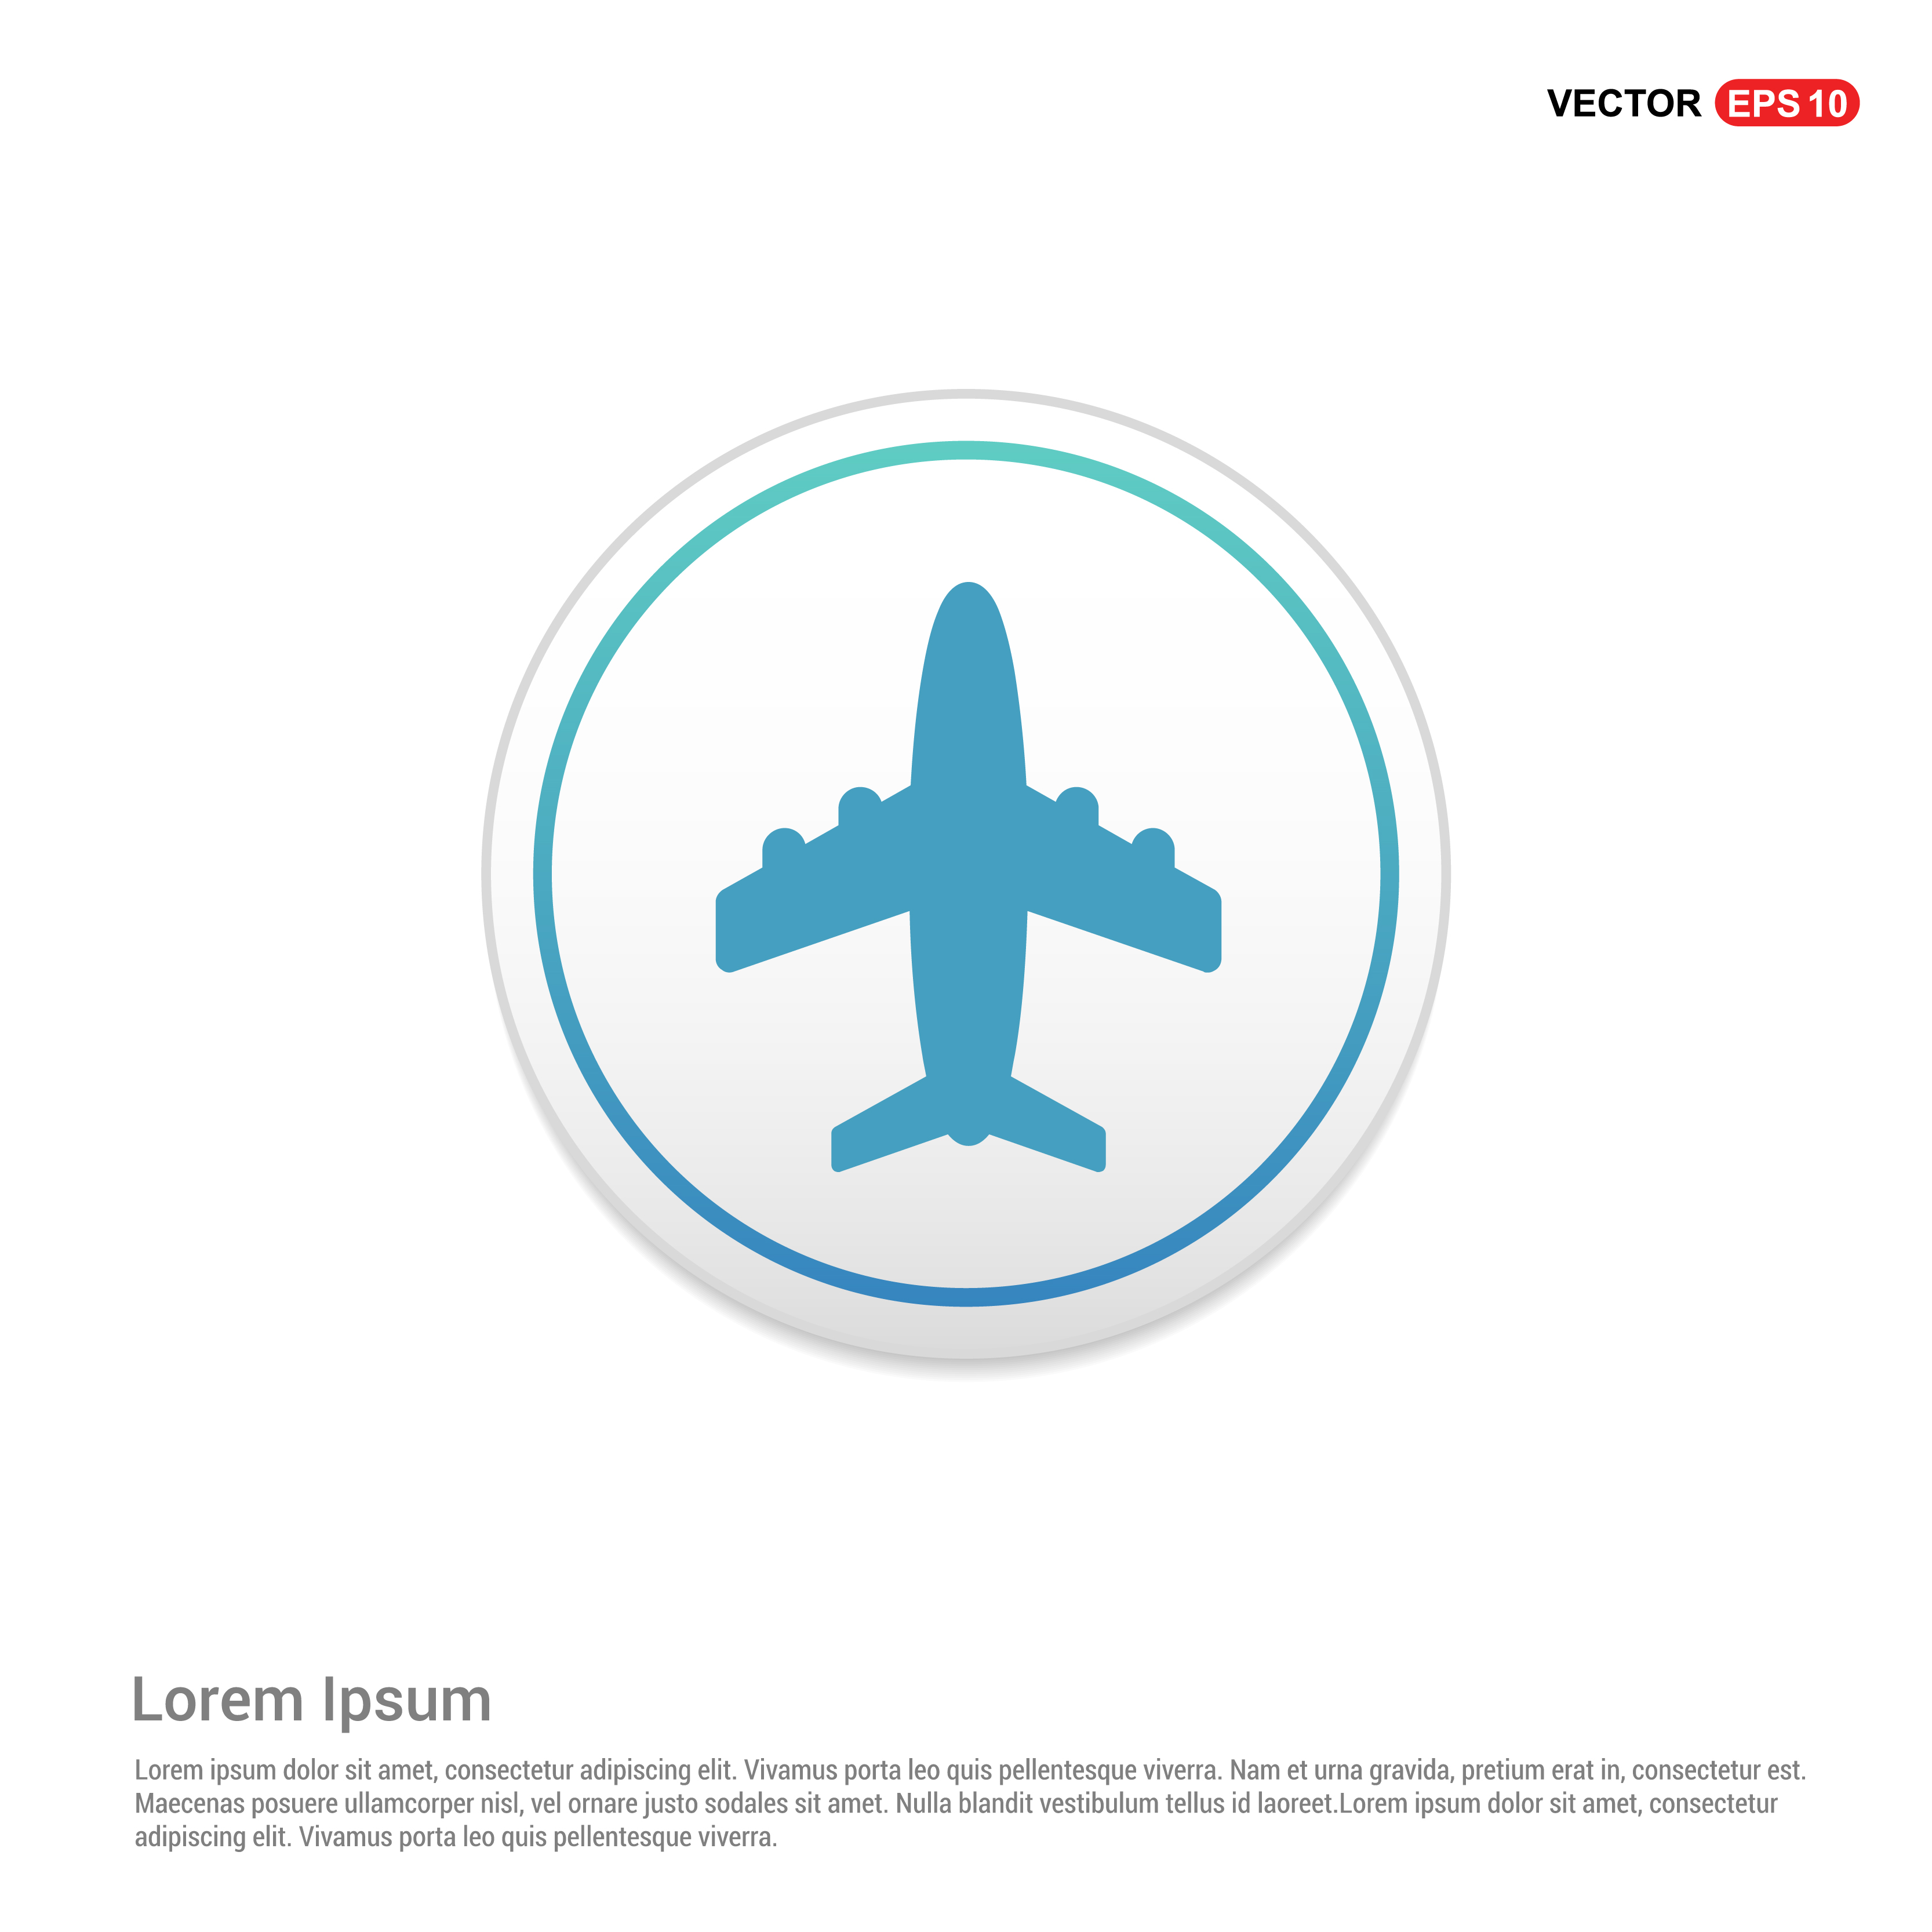 VECTOR EPS 10
Lorem Ipsum
Lorem ipsum dolor sit amet, consectetur adipiscing elit. Vivamus porta leo quis pellentesque viverra. Nam et urna gravida, pretium erat in, consectetur est.
Maecenas posuere ullamcorper nisl, vel ornare justo sodales sit amet. Nulla blandit vestibulum tellus id laoreet.Lorem ipsum dolor sit amet, consectetur
adipiscing elit. Vivamus porta leo quis pellentesque viverra.